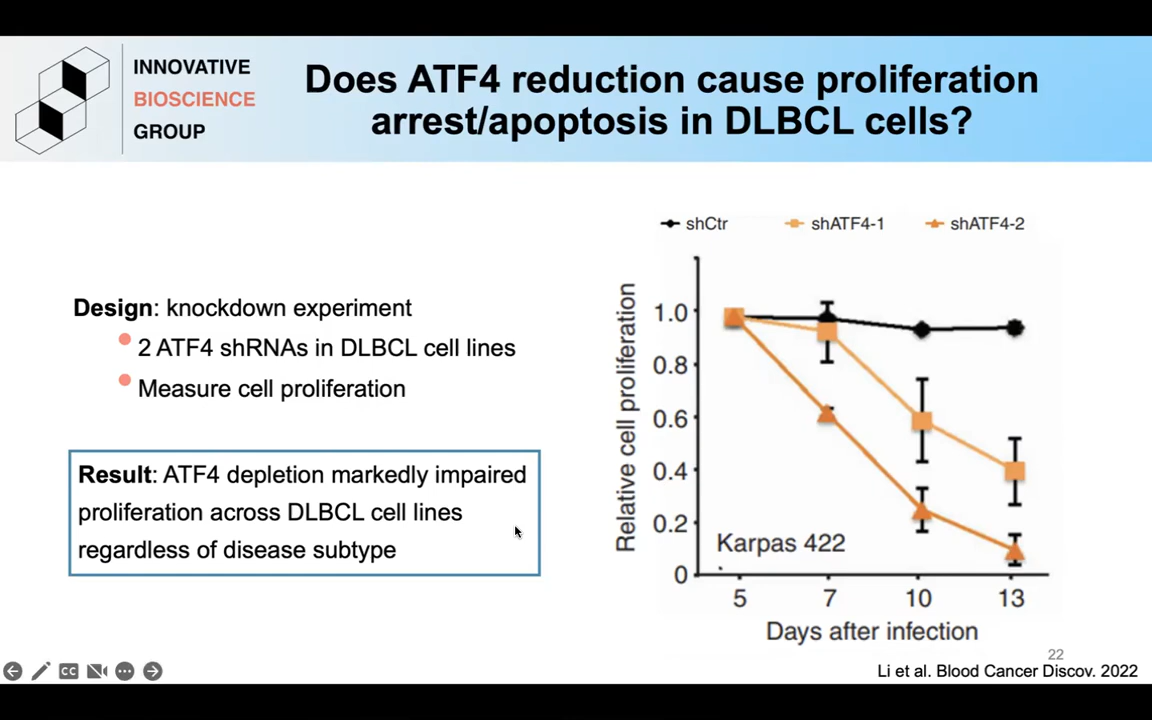 INNOVATIVE
BIOSCIENCE
GROUP
Does ATF4 reduction cause proliferation
arrest/apoptosis in DLBCL cells?
Design: knockdown experiment
2 ATF4 shRNAs in DLBCL cell lines
Measure cell proliferation
Result: ATF4 depletion markedly impaired
proliferation across DLBCL cell lines
regardless of disease subtype
shCtr shATF4-1 shATF4-2
Relative cell proliferation
1.0
0.8
0.6
0.4
0.2
0
Karpas 422
5 7 10 13
Days after infection
22
Li et al. Blood Cancer Discov. 2022
CC